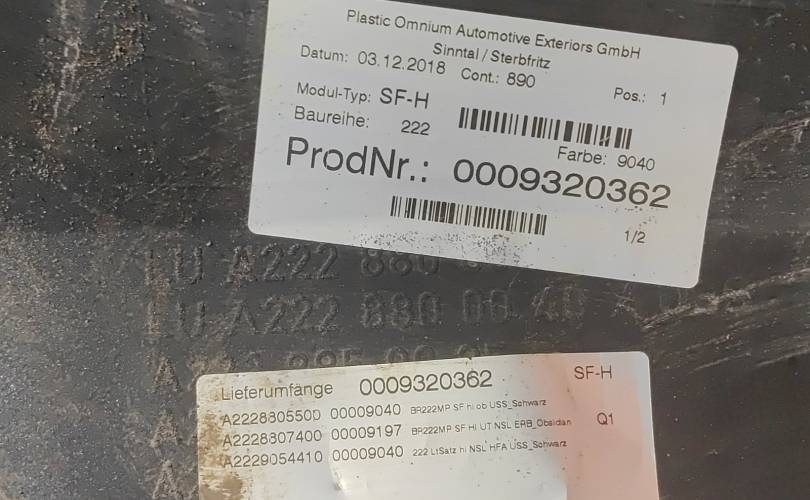 Plastic Omnium Automotive Exteriors GmbH
Sinntal / Sterbfritz
Datum: 03.12.2018 Cont.: 890 Pos.: 1
Modul-Typ: SF-H
Baureihe: 222
Farbe: 9040
ProdNr.: 0009320362
1/2
A222 880
A222 880 00
Lieferumfänge 0009320362 SF-H
A2228805500 00009040 BR222MP SF hi ob USS_Schwarz
A2228807400 00009197 BR222MP SF HI UT NSL ERB_Obsidian Q1
A2229054410 00009040 222 LtSatz hi NSL HFA USS_Schwarz